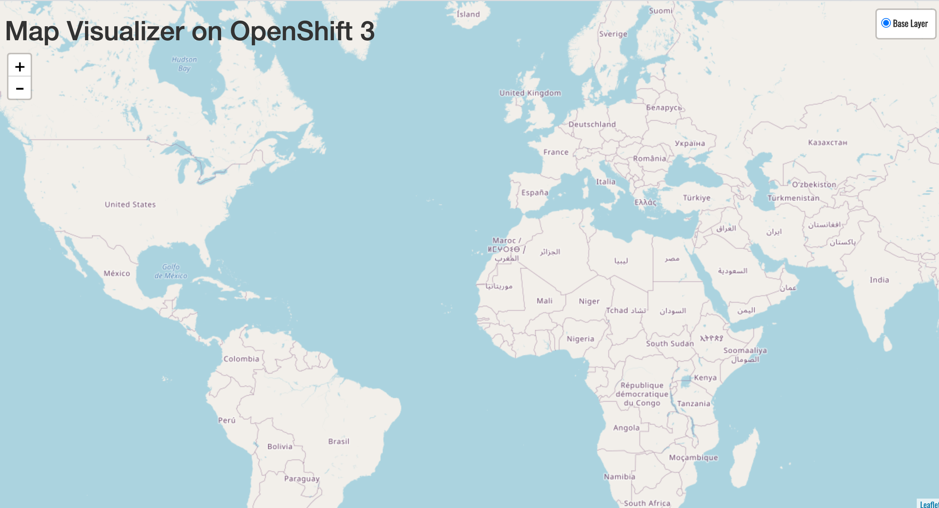 Map Visualizer on OpenShift 3
Base Layer
+
−
Ísland
Suomi
Sverige
Hudson
Bay
United Kingdom
Беларусь
Deutschland
Україна
France
Казахстан
România
Italia
O'zbekiston
España
Türkiye
Türkmenistan
Ελλάς
United States
العراق
ایران
افغانستان
پاکستان
Maroc /
ⵍⵎⵖⵔⵉⴱ /
المغرب
الجزائر
ليبيا
مصر
السعودية
India
Golfo
de México
México
موريتانيا
عمان
Mali
Niger
Tchad تشاد
السودان
اليمن
Nigeria
South Sudan
ኢትዮጵያ
Soomaaliya
الصومال
Colombia
Kenya
République
démocratique
du Congo
Tanzania
Perú
Angola
Brasil
Bolivia
Moçambique
Paraguay
Namibia
South Africa
Leafle